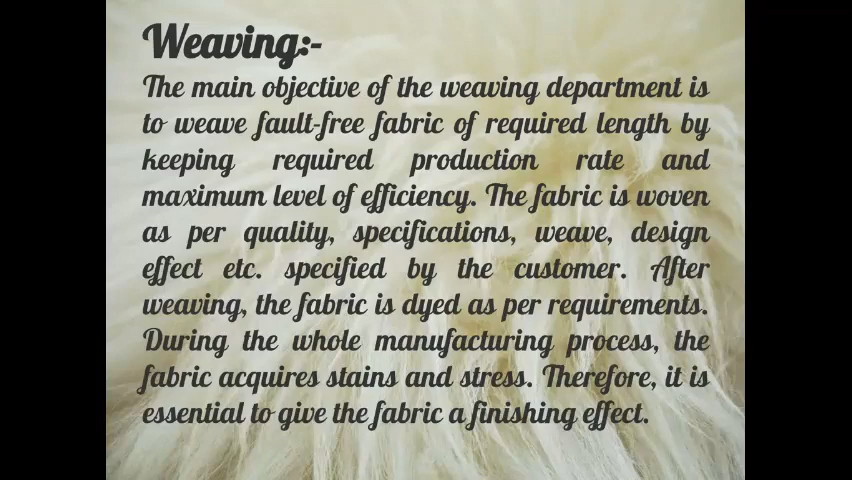 Weaving:-
The main objective of the weaving department is
to weave fault-free fabric of required length by
keeping required production rate and
maximum level of efficiency. The fabric is woven
as per quality, specifications, weave, design
effect etc. specified by the customer. After
weaving, the fabric is dyed as per requirements.
During the whole manufacturing process, the
fabric acquires stains and stress. Therefore, it is
essential to give the fabric a finishing effect.